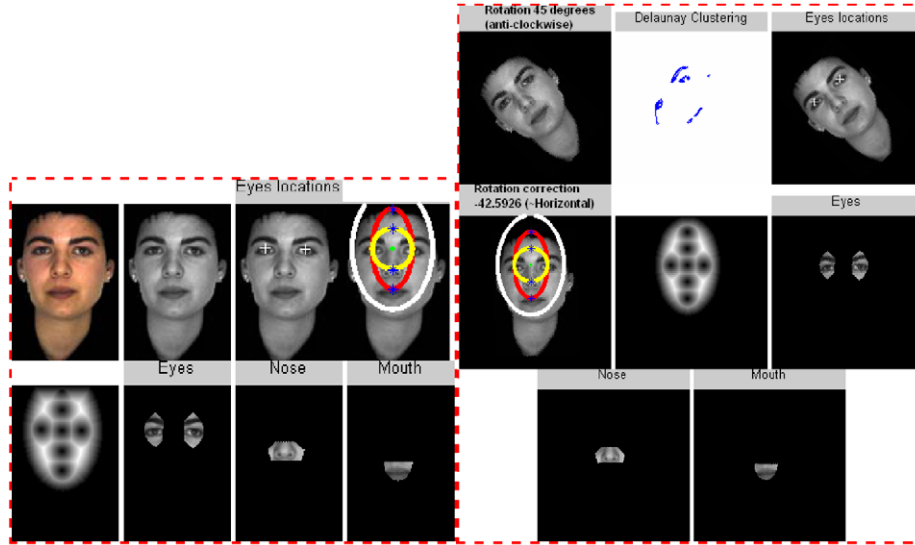 Eyes locations
Eyes
Nose
Mouth
Rotation 45 degrees
(anti-clockwise)
Delaunay Clustering
Eyes locations
Rotation correction
-42.5926 (~Horizontal)
Eyes
Nose
Mouth